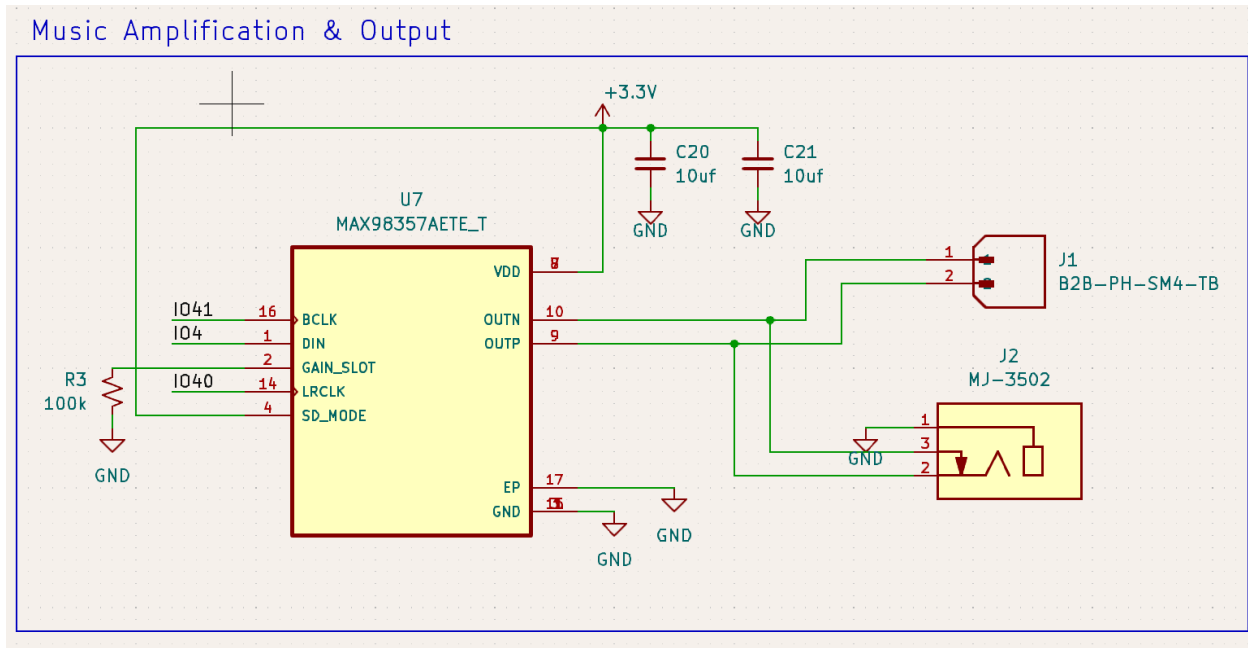 Music Amplification & Output
+3.3V
C20
10uf
C21
10uf
GND
GND
U7
MAX98357AETE_T
VDD
IO41
16
BCLK
IO4
1
DIN
2
GAIN_SLOT
IO40
14
LRCLK
4
SD_MODE
R3
100k
GND
OUTN
10
OUTP
9
EP
17
GND
GND
GND
1
2
J1
B2B-PH-SM4-TB
J2
MJ-3502
1
3
2
GND